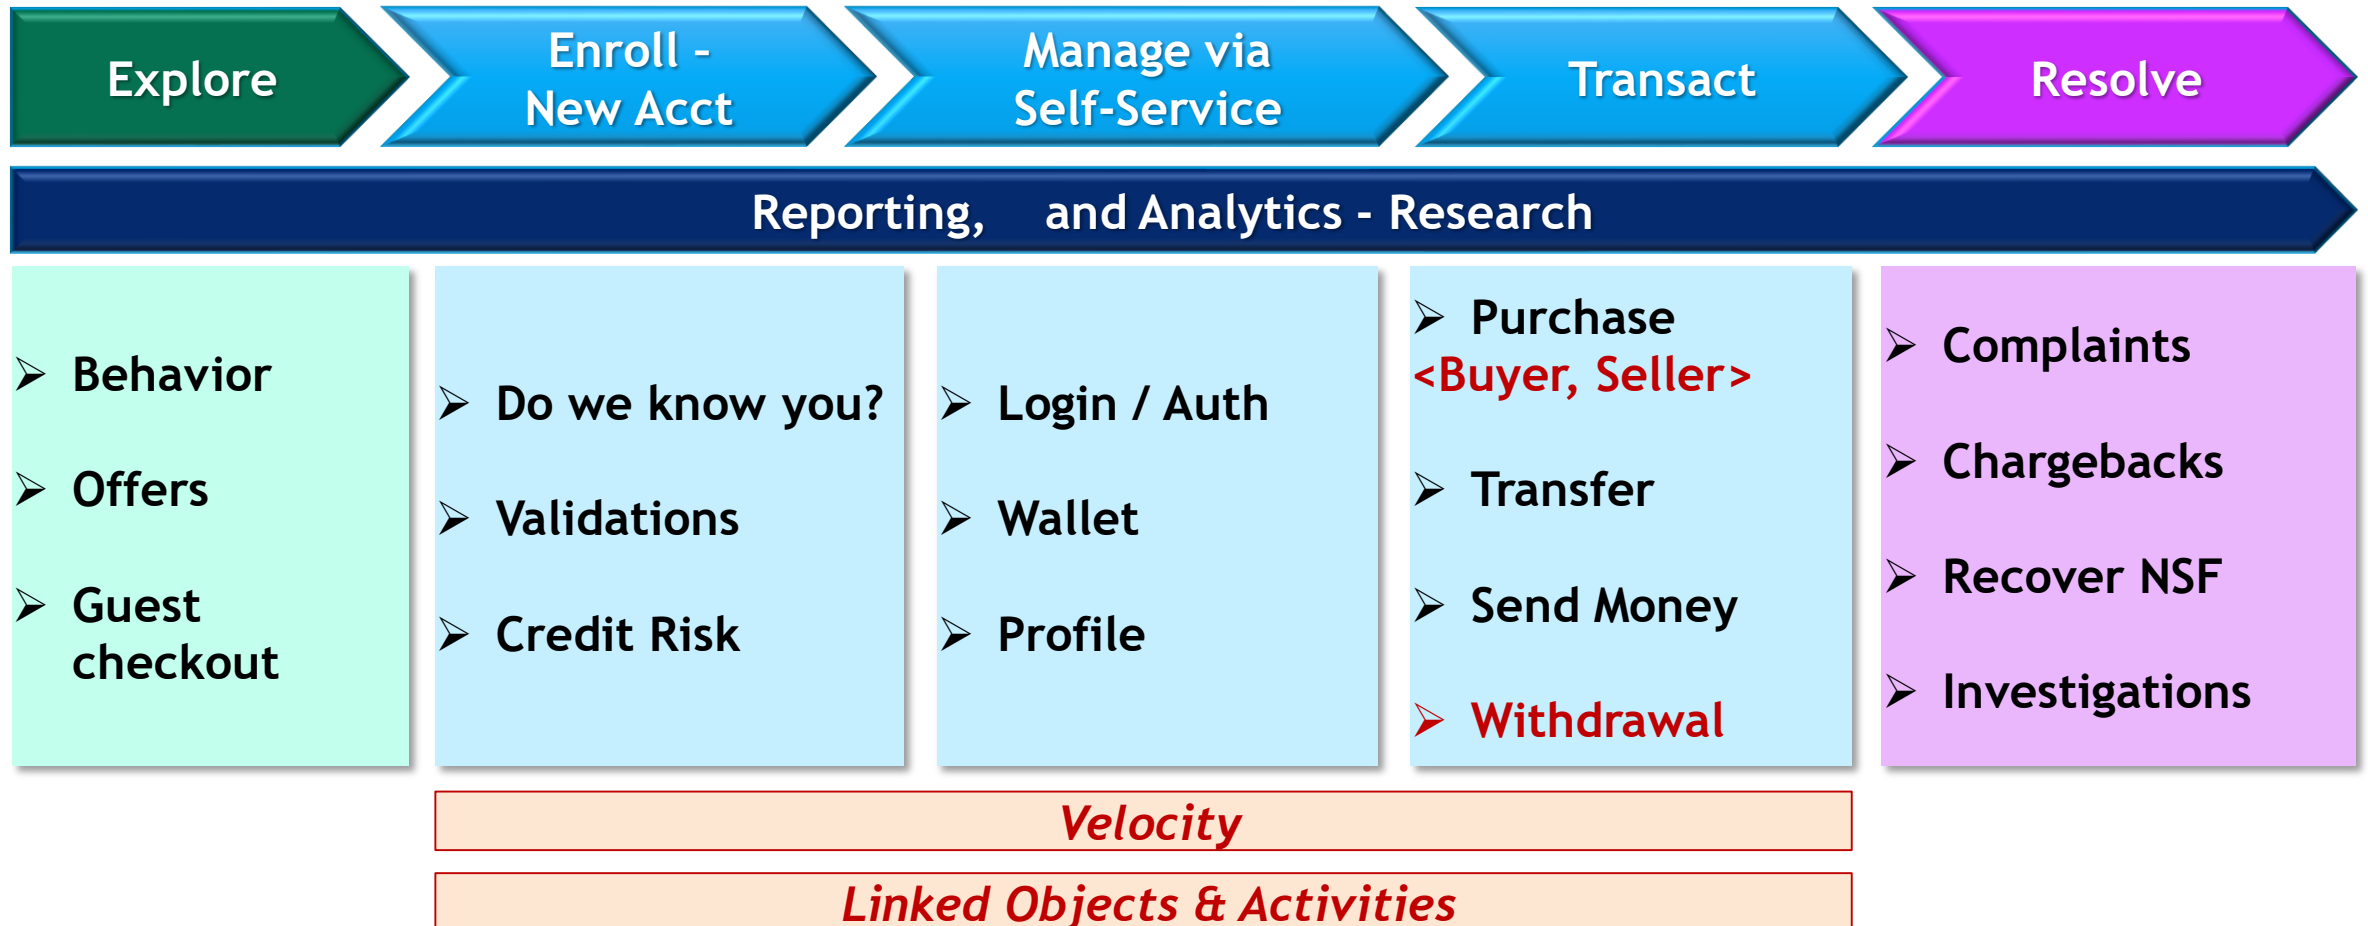 Explore
Enroll –
New Acct
Manage via
Self-Service
Transact
Resolve
Reporting, and Analytics - Research
➢ Behavior
➢ Offers
➢ Guest
checkout
➢ Do we know you?
➢ Validations
➢ Credit Risk
➢ Login / Auth
➢ Wallet
➢ Profile
➢ Purchase
<Buyer, Seller>
➢ Transfer
➢ Send Money
➢ Withdrawal
➢ Complaints
➢ Chargebacks
➢ Recover NSF
➢ Investigations
Velocity
Linked Objects & Activities